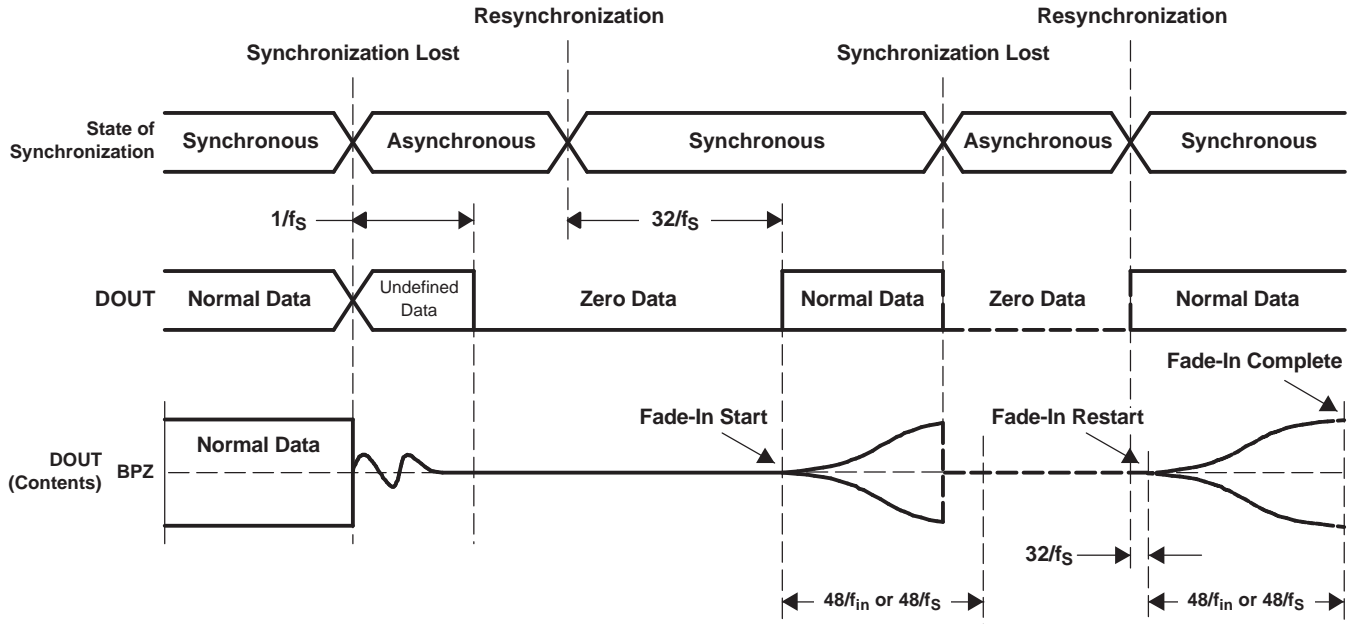 Resynchronization
Resynchronization
Synchronization Lost
Synchronization Lost
State of
Synchronization
Synchronous
Asynchronous
Synchronous
Asynchronous
Synchronous
1/fS
32/fS
DOUT
Normal Data
Undefined
Data
Zero Data
Normal Data
Zero Data
Normal Data
Fade-In Complete
Fade-In Start
Fade-In Restart
Normal Data
DOUT
(Contents)
BPZ
32/fS
48/fin or 48/fS
48/fin or 48/fS